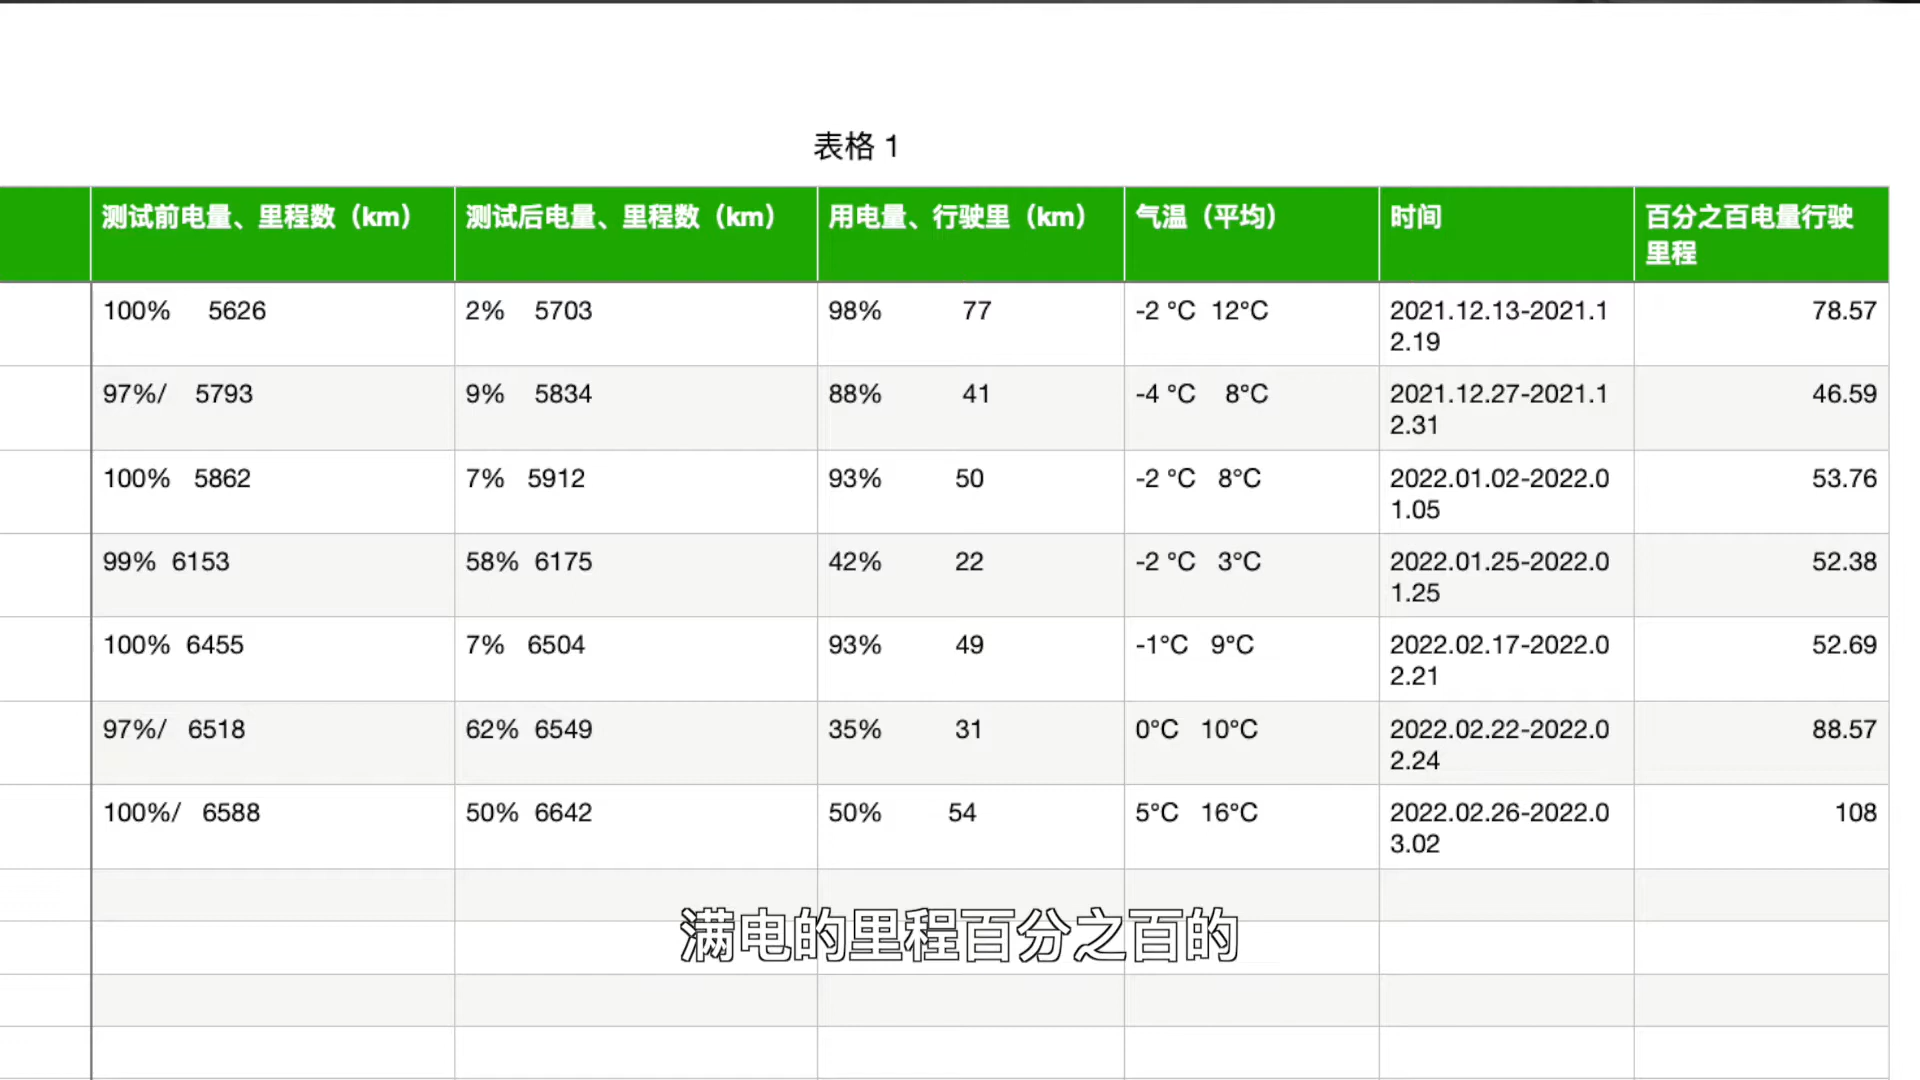 表格 1
测试前电量、里程数（km） 测试后电量、里程数（km） 用电量、行驶里（km） 气温（平均） 时间 百分之百电量行驶
里程
100% 5626 2% 5703 98% 77 -2 °C 12°C 2021.12.13-2021.1 78.57
2.19
97%/ 5793 9% 5834 88% 41 -4 °C 8°C 2021.12.27-2021.1 46.59
2.31
100% 5862 7% 5912 93% 50 -2 °C 8°C 2022.01.02-2022.0 53.76
1.05
99% 6153 58% 6175 42% 22 -2 °C 3°C 2022.01.25-2022.0 52.38
1.25
100% 6455 7% 6504 93% 49 -1°C 9°C 2022.02.17-2022.0 52.69
2.21
97%/ 6518 62% 6549 35% 31 0°C 10°C 2022.02.22-2022.0 88.57
2.24
100%/ 6588 50% 6642 50% 54 5°C 16°C 2022.02.26-2022.0 108
3.02
满电的里程百分之百的